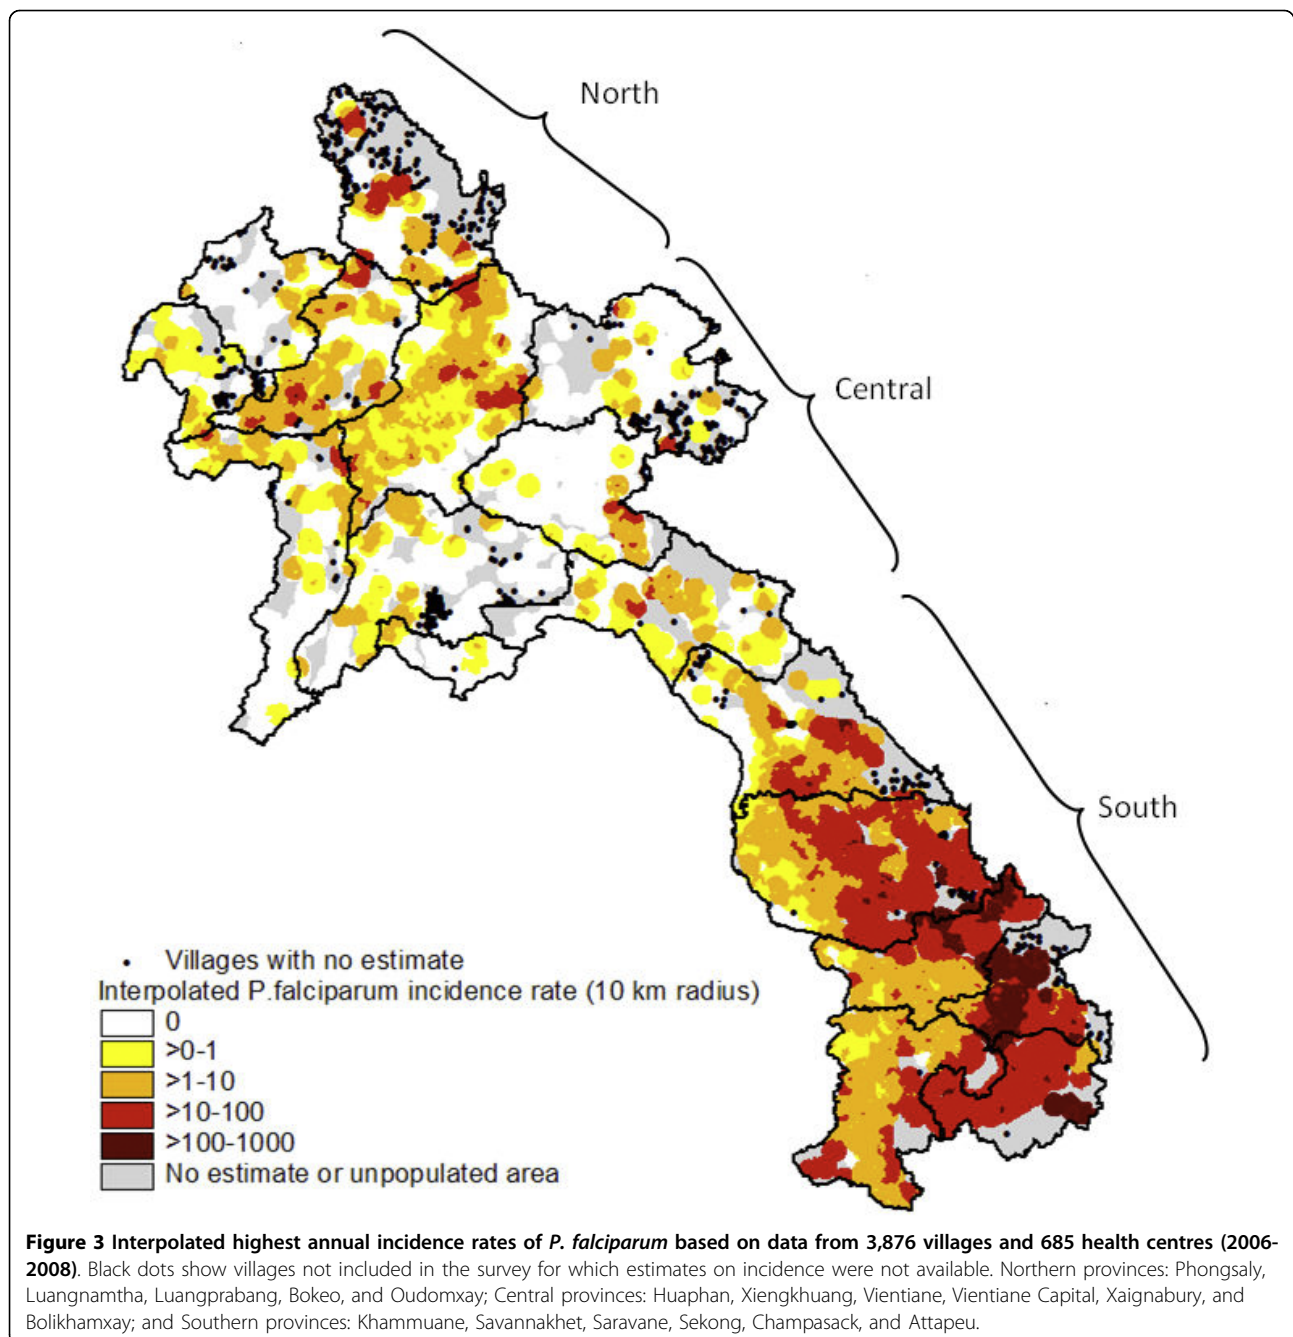 North
Central
South
Villages with no estimate
Interpolated P.falciparum incidence rate (10 km radius)
0
>0-1
>1-10
>10-100
>100-1000
No estimate or unpopulated area
Figure 3 Interpolated highest annual incidence rates of P. falciparum based on data from 3,876 villages and 685 health centres (2006-
2008). Black dots show villages not included in the survey for which estimates on incidence were not available. Northern provinces: Phongsaly,
Luangnamtha, Luangprabang, Bokeo, and Oudomxay; Central provinces: Huaphan, Xiengkhuang, Vientiane, Vientiane Capital, Xaignabury, and
Bolikhamxay; and Southern provinces: Khammuane, Savannakhet, Saravane, Sekong, Champasack, and Attapeu.